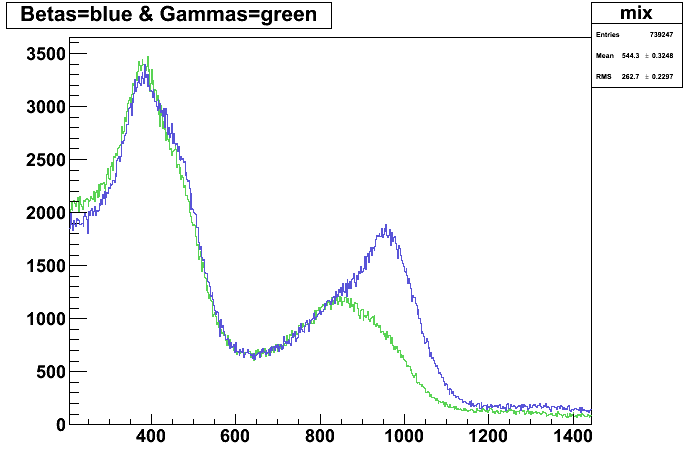 Betas=blue & Gammas=green
mix
Entries 739247
Mean 544.3 ± 0.3248
RMS 262.7 ± 0.2297
3500
3000
2500
2000
1500
1000
500
0
400 600 800 1000 1200 1400